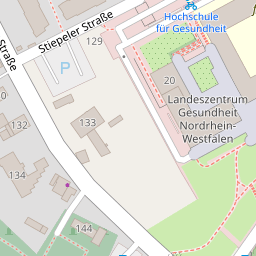 Hochschule
für Gesundheit
Stiepeler Straße
129
Straße
P
20
Landeszentrum
Gesundheit
Nordrhein-
Westfalen
133
132
134
144